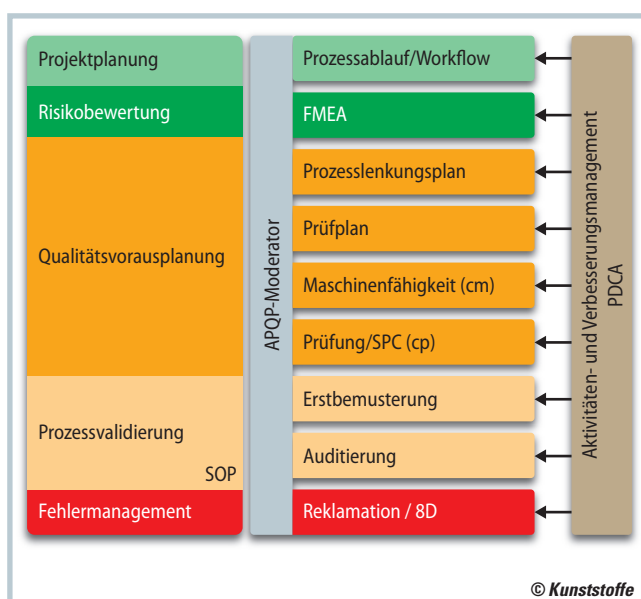 Projektplanung
Risikobewertung
Qualitätsvorausplanung
Prozessvalidierung
SOP
Fehlermanagement
APQP-Moderator
Prozessablauf/Workflow
FMEA
Prozesslenkungsplan
Prüfplan
Maschinenfähigkeit (cm)
Prüfung/SPC (cp)
Erstbemusterung
Auditierung
Reklamation / 8D
Aktivitäten- und Verbesserungsmanagement
PDCA
© Kunststoffe